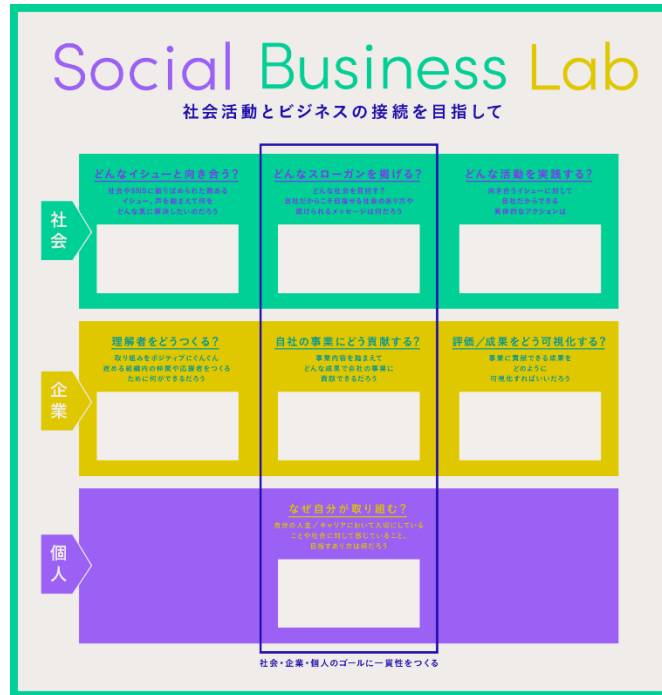 Social Business Lab
社会活動とビジネスの接続を目指して
社会
どんなイシューと向き合う?
社会やSNSに散りばめられた数ある
イシュー、声を踏まえて何を
どんな風に解決したいのだろう
どんなスローガンを掲げる?
どんな社会を目指す?
自社だからこそ目指せる社会のあり方や
掲げられるメッセージは何だろう
どんな活動を実践する?
向き合うイシューに対して
自社だからできる
具体的なアクションは
企業
理解者をどうつくる?
取り組みをポジティブにぐんぐん
進める組織内の仲間や応援者をつくる
ために何ができるだろう
自社の事業にどう貢献する?
事業内容を踏まえて
どんな成果で会社の事業に
貢献できるだろう
評価/成果をどう可視化する?
事業に貢献できる成果を
どのように
可視化すればいいだろう
個人
なぜ自分が取り組む?
自分の人生/キャリアにおいて大切にしている
ことや社会に対して感じていること、
目指すあり方は何だろう
社会・企業・個人のゴールに一貫性をつくる